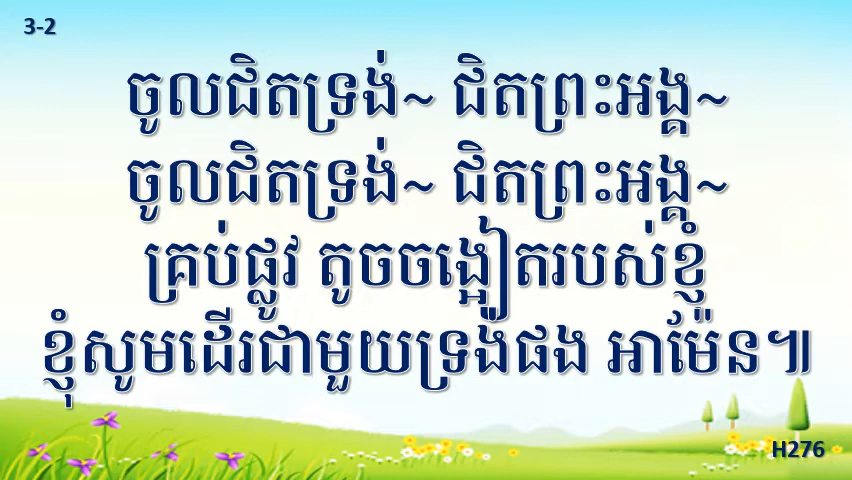 3-2
ចូលជិតទ្រង់~ ជិតព្រះអង្គ~
ចូលជិតទ្រង់~ ជិតព្រះអង្គ~
គ្រប់ផ្លូវ តូចចង្អៀតរបស់ខ្ញុំ
ខ្ញុំសូមដើរជាមួយទ្រង់ផង អាម៉ែន៕
H276